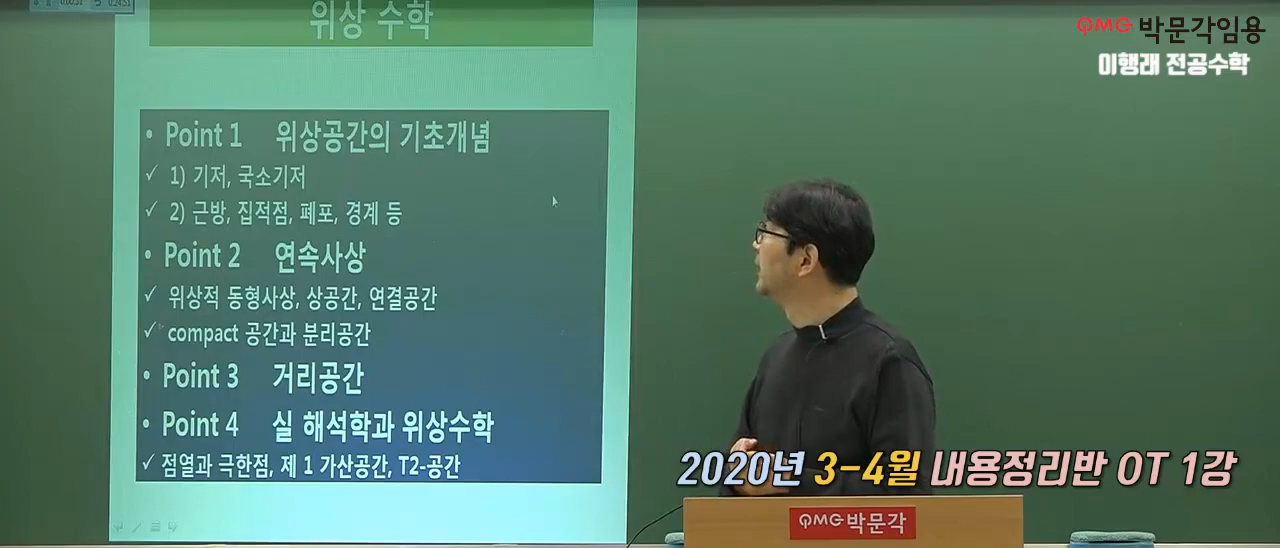 위상 수학
PMG 박문각임용
이행래 전공수학
• Point 1 위상공간의 기초개념
✓ 1) 기저, 국소기저
✓ 2) 근방, 집적점, 폐포, 경계 등
• Point 2 연속사상
✓ 위상적 동형사상, 상공간, 연결공간
✓ compact 공간과 분리공간
• Point 3 거리공간
• Point 4 실 해석학과 위상수학
✓ 점열과 극한점, 제 1 가산공간, T2-공간
2020년 3-4월 내용정리반 OT 1강
PMG 박문각